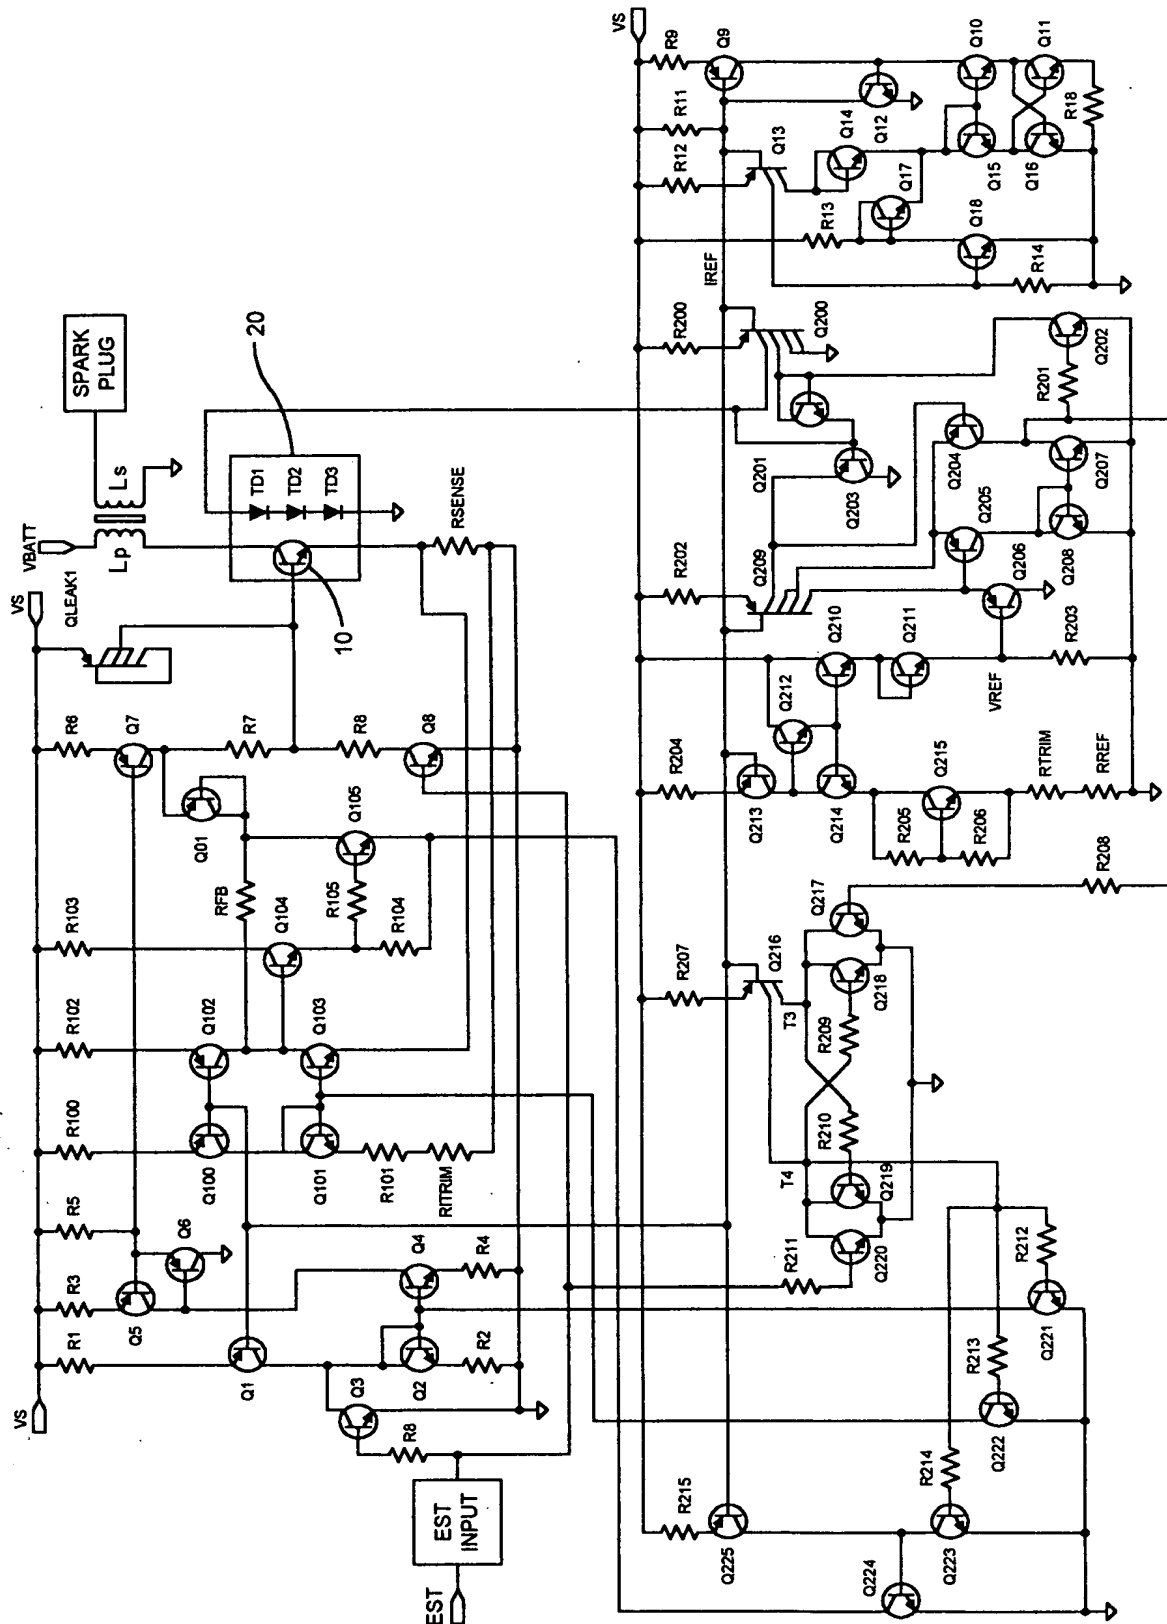 SPARK
PLUG
20
VS
VBATT
Lp
Ls
TD1
TD2
TD3
10
QLEAK1
RSENSE
R6
Q7
R7
R8
Q8
Q01
Q105
R105
R104
RFB
R103
Q104
R102
Q102
Q103
R100
Q100
Q101
R101
RITRIM
R5
Q6
R3
Q5
Q4
R4
R1
Q1
Q2
R2
Q3
R8
VS
EST
INPUT
EST
VS
R9
Q9
Q10
Q11
R11
Q12
R18
R12
Q13
Q14
Q15
Q16
Q17
R13
Q18
R14
IREF
R200
Q200
Q202
R201
Q201
Q203
Q204
Q207
R202
Q209
Q205
Q206
Q208
Q210
Q211
VREF
R203
Q212
R204
Q213
Q214
Q215
R205
R206
RTRIM
RREF
R208
Q217
R207
Q216
T3
Q218
R209
R210
T4
Q219
Q220
R211
R212
Q221
R213
Q222
R214
Q223
R215
Q225
Q224